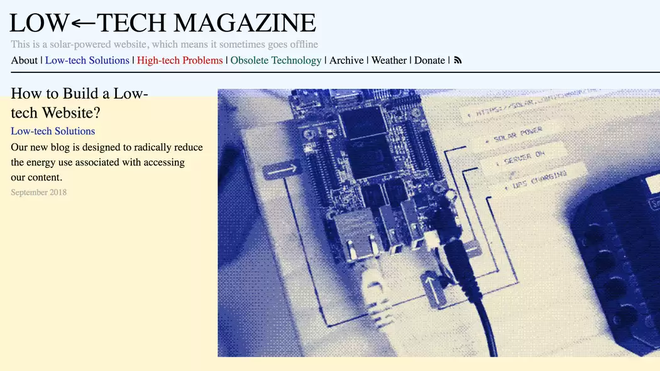 LOW←TECH MAGAZINE
This is a solar-powered website, which means it sometimes goes offline
About | Low-tech Solutions | High-tech Problems | Obsolete Technology | Archive | Weather | Donate |
How to Build a Low-
tech Website?
Low-tech Solutions
Our new blog is designed to radically reduce
the energy use associated with accessing
our content.
September 2018
SOLAR POWER
SERVER ON
UPS CHARGING